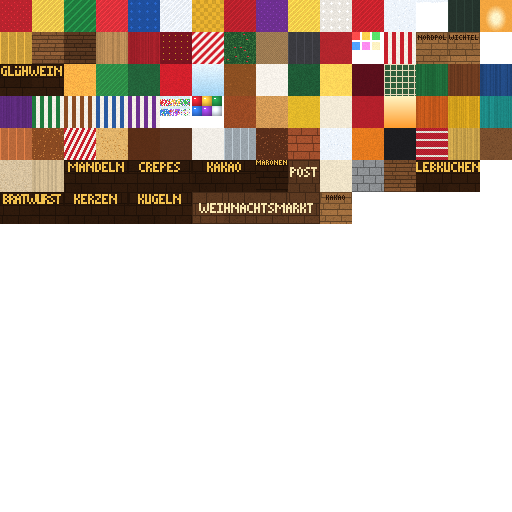 NORDPOL WICHTEL
GLÜHWEIN
MANDELN CREPES KAKAO MARONEN POST LEBKUCHEN
BRATWURST KERZEN KUGELN WEIHNACHTSMARKT KAKAO